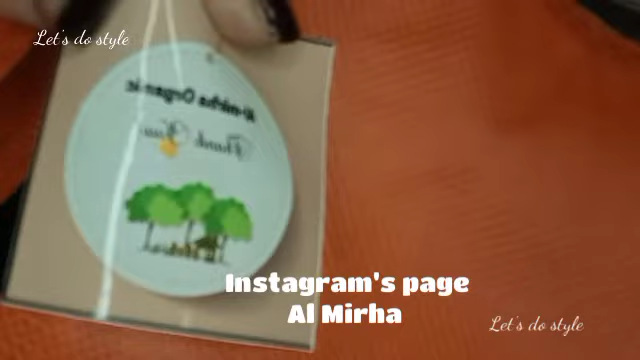 Let's do style
Al-mirha Organic
Thank You
Instagram's page
Al Mirha
Let's do style